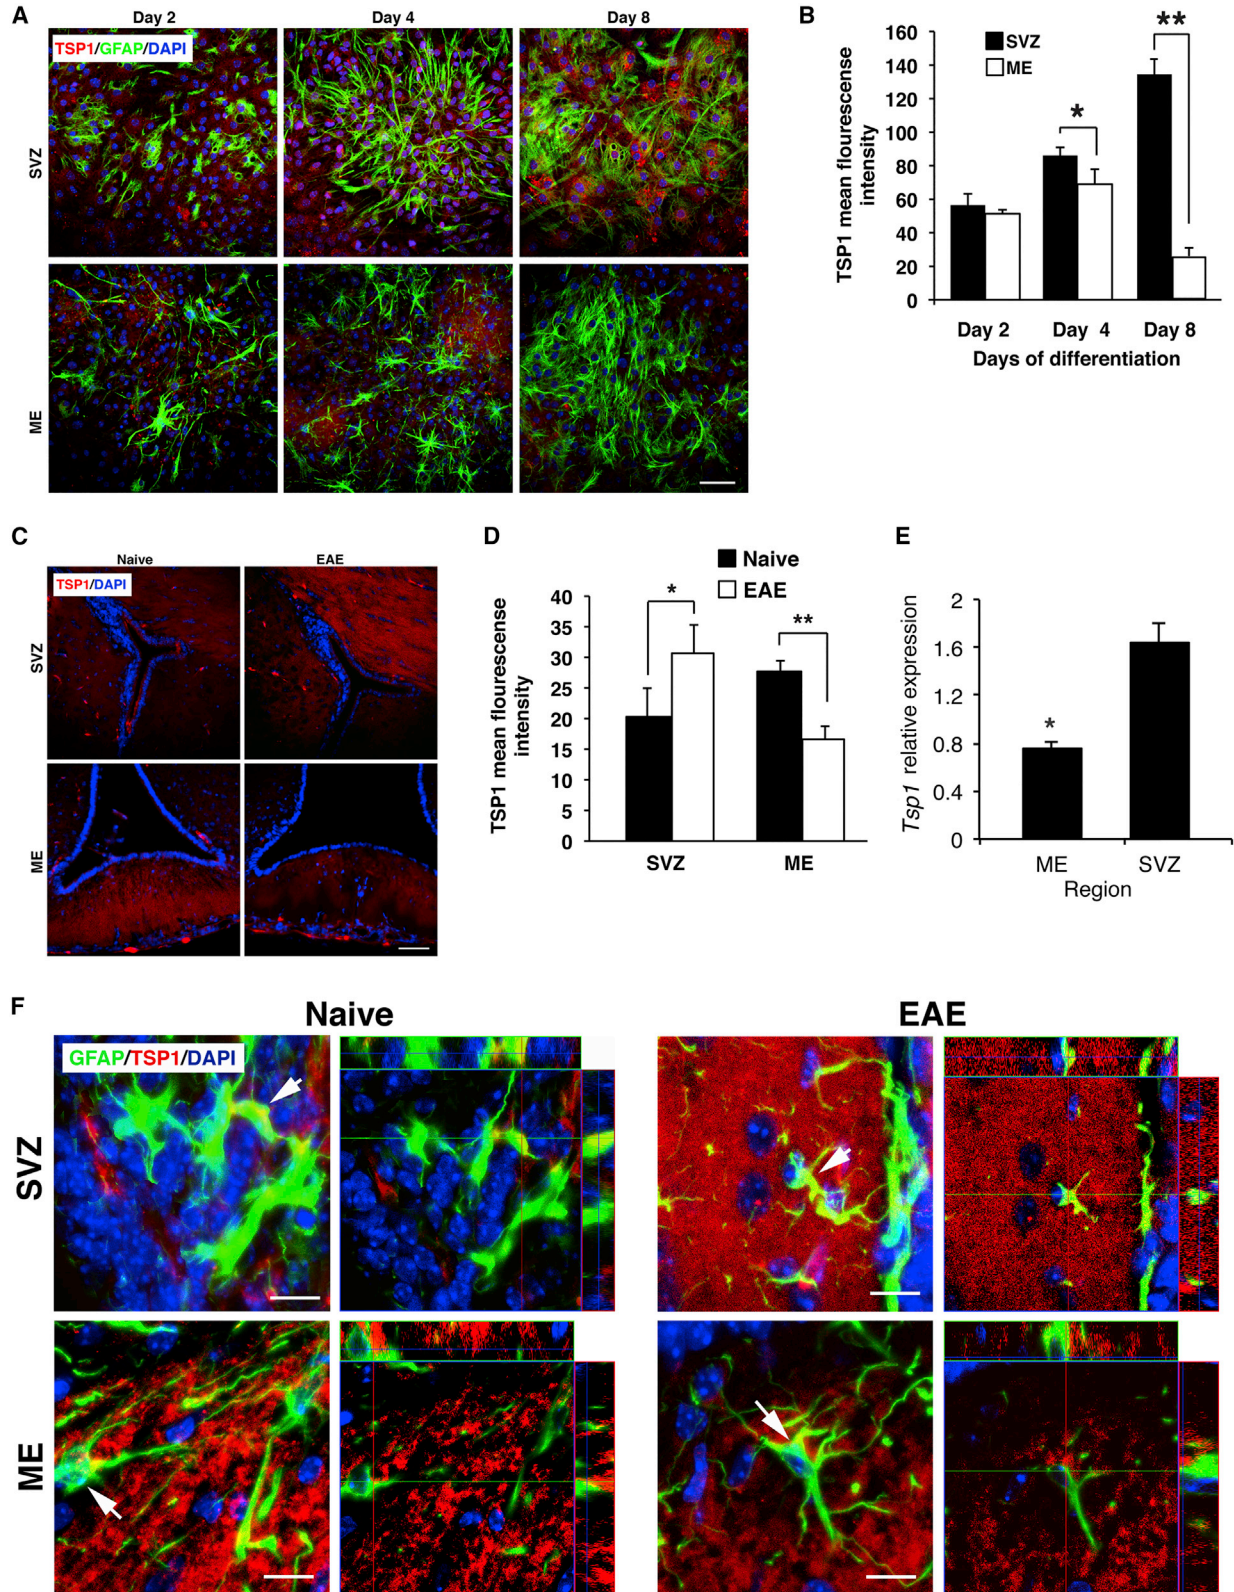 A
Day 2
Day 4
Day 8
TSP1/GFAP/DAPI
SVZ
ME
B
SVZ
ME
TSP1 mean flourescense
intensity
160
140
120
100
80
60
40
20
0
*
**
Day 2
Day 4
Day 8
Days of differentiation
C
Naive
EAE
TSP1/DAPI
SVZ
ME
D
Naive
EAE
TSP1 mean flourescense
intensity
40
35
30
25
20
15
10
5
0
*
**
SVZ
ME
E
Tsp1 relative expression
2
1.6
1.2
0.8
0.4
0
*
ME
SVZ
Region
F
Naive
EAE
GFAP/TSP1/DAPI
SVZ
ME